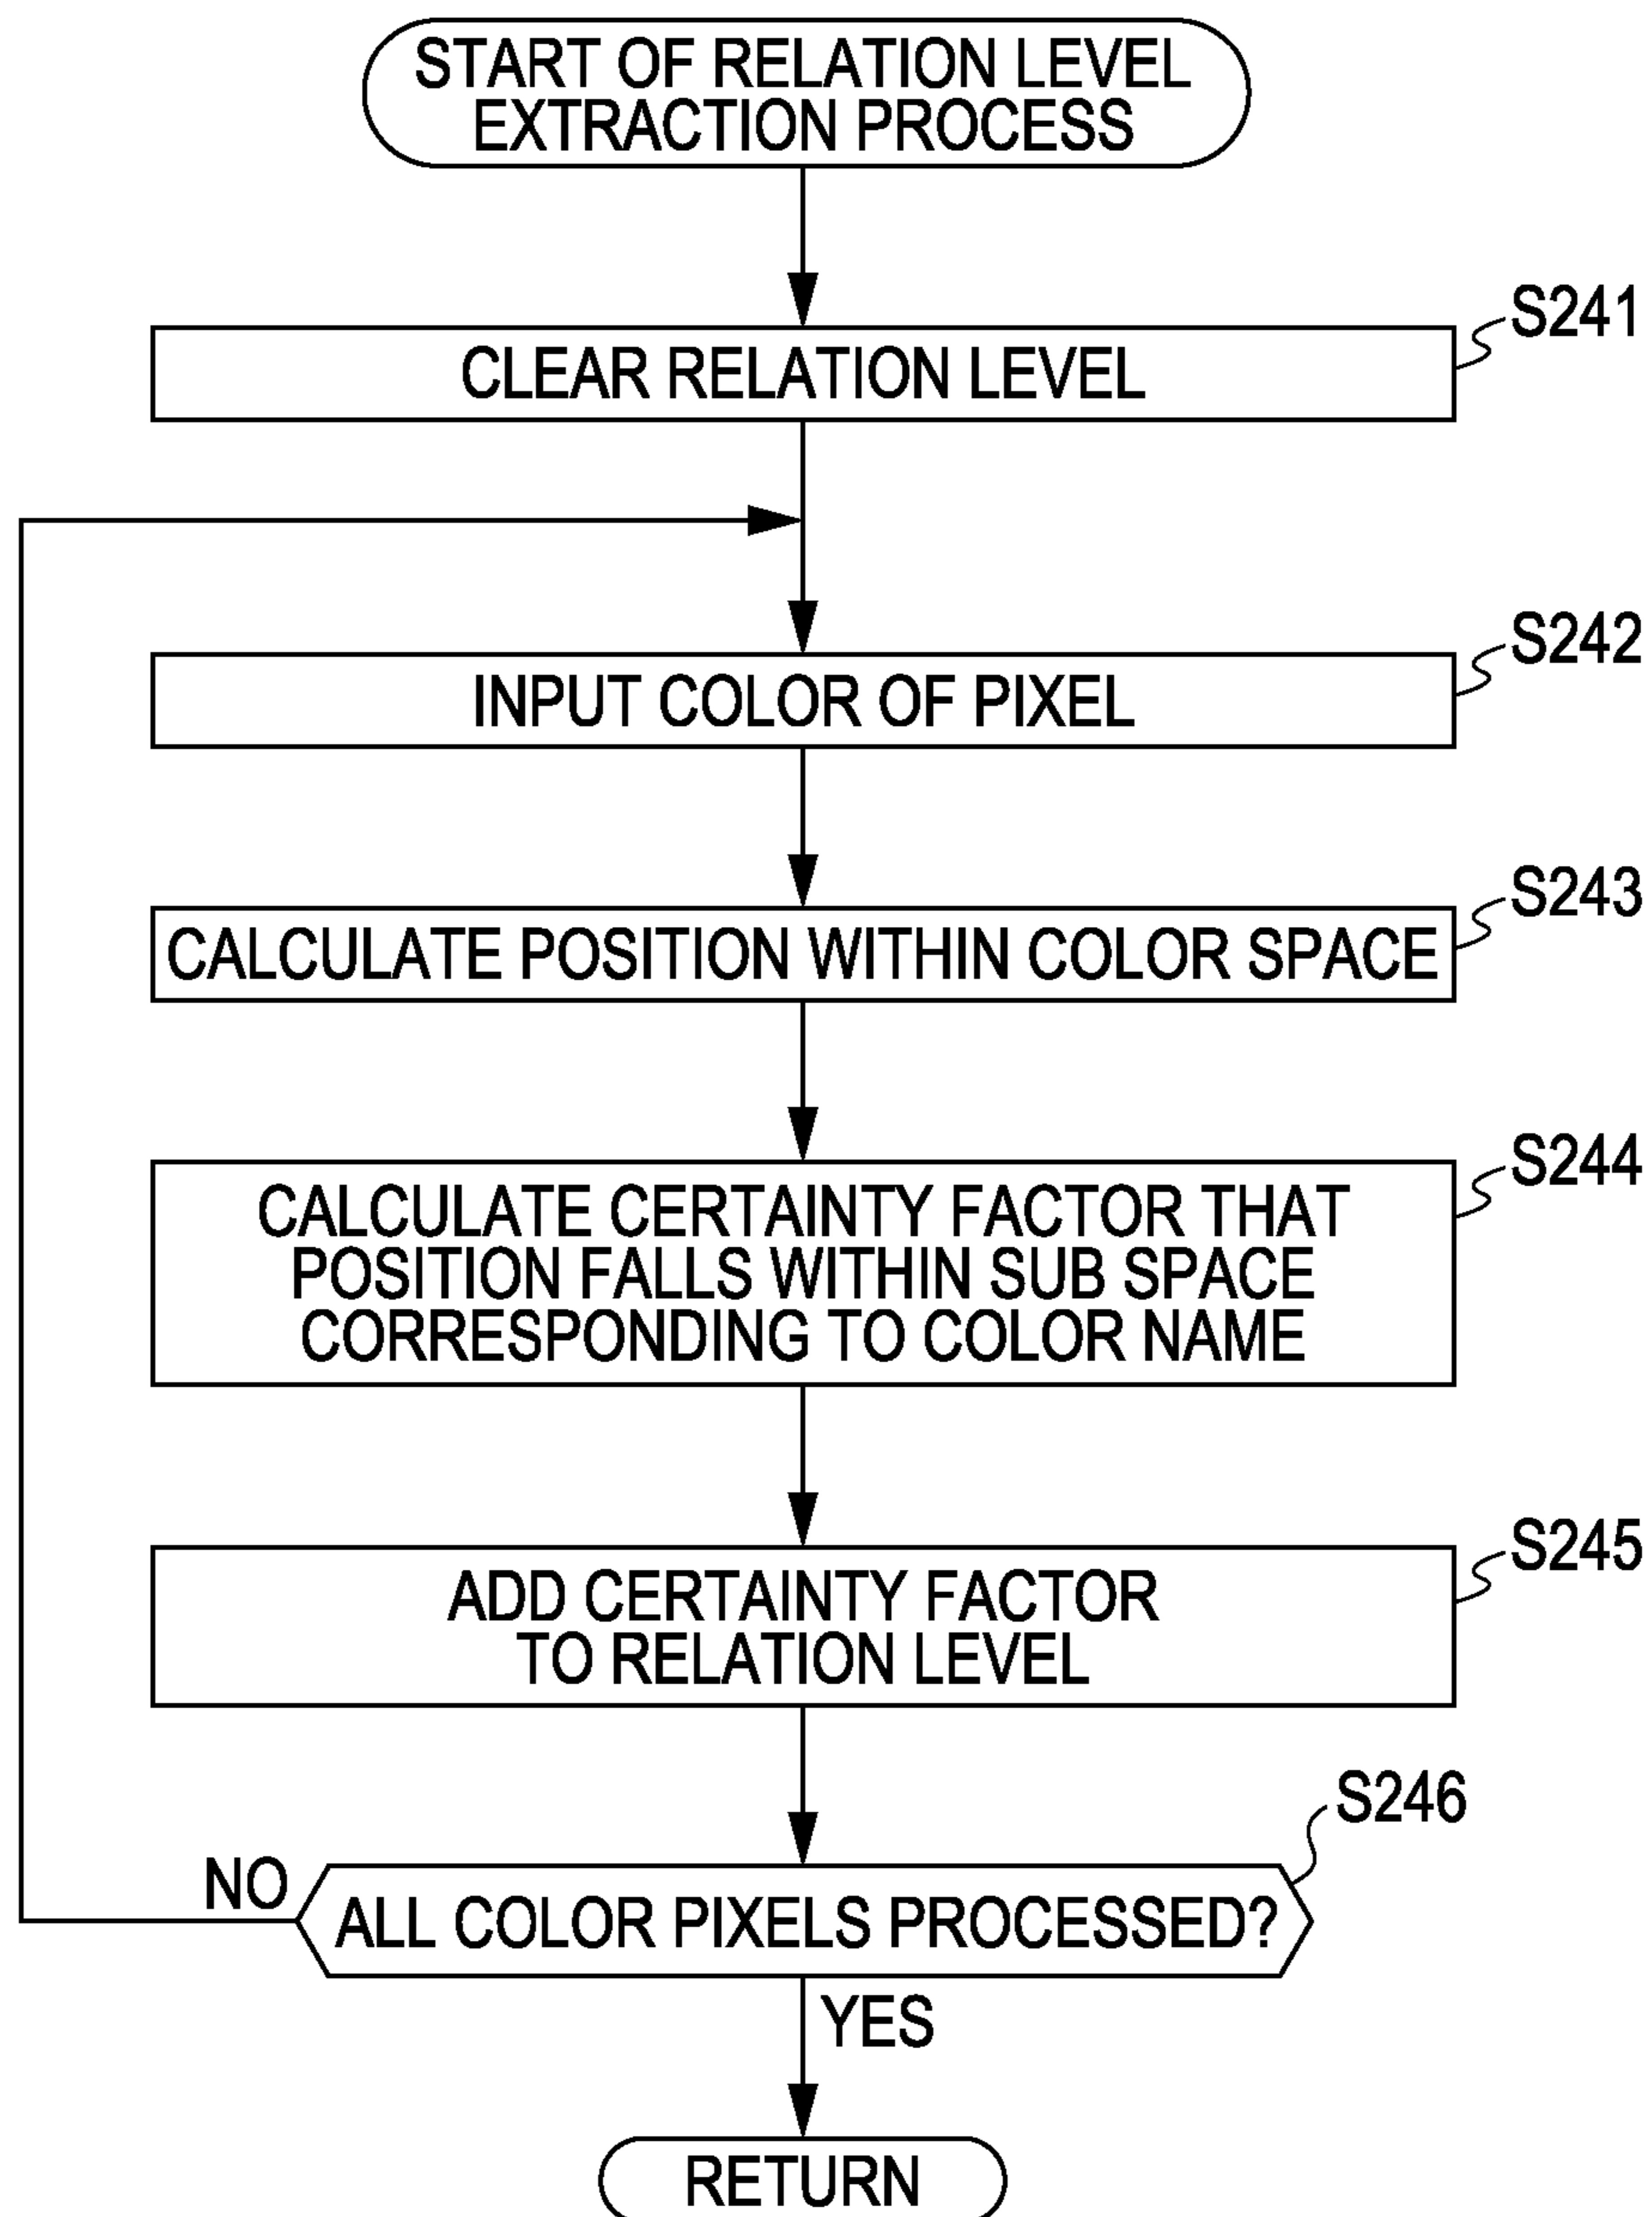 START OF RELATION LEVEL
EXTRACTION PROCESS
S241
CLEAR RELATION LEVEL
S242
INPUT COLOR OF PIXEL
S243
CALCULATE POSITION WITHIN COLOR SPACE
S244
CALCULATE CERTAINTY FACTOR THAT
POSITION FALLS WITHIN SUB SPACE
CORRESPONDING TO COLOR NAME
S245
ADD CERTAINTY FACTOR
TO RELATION LEVEL
S246
NO
ALL COLOR PIXELS PROCESSED?
YES
RETURN